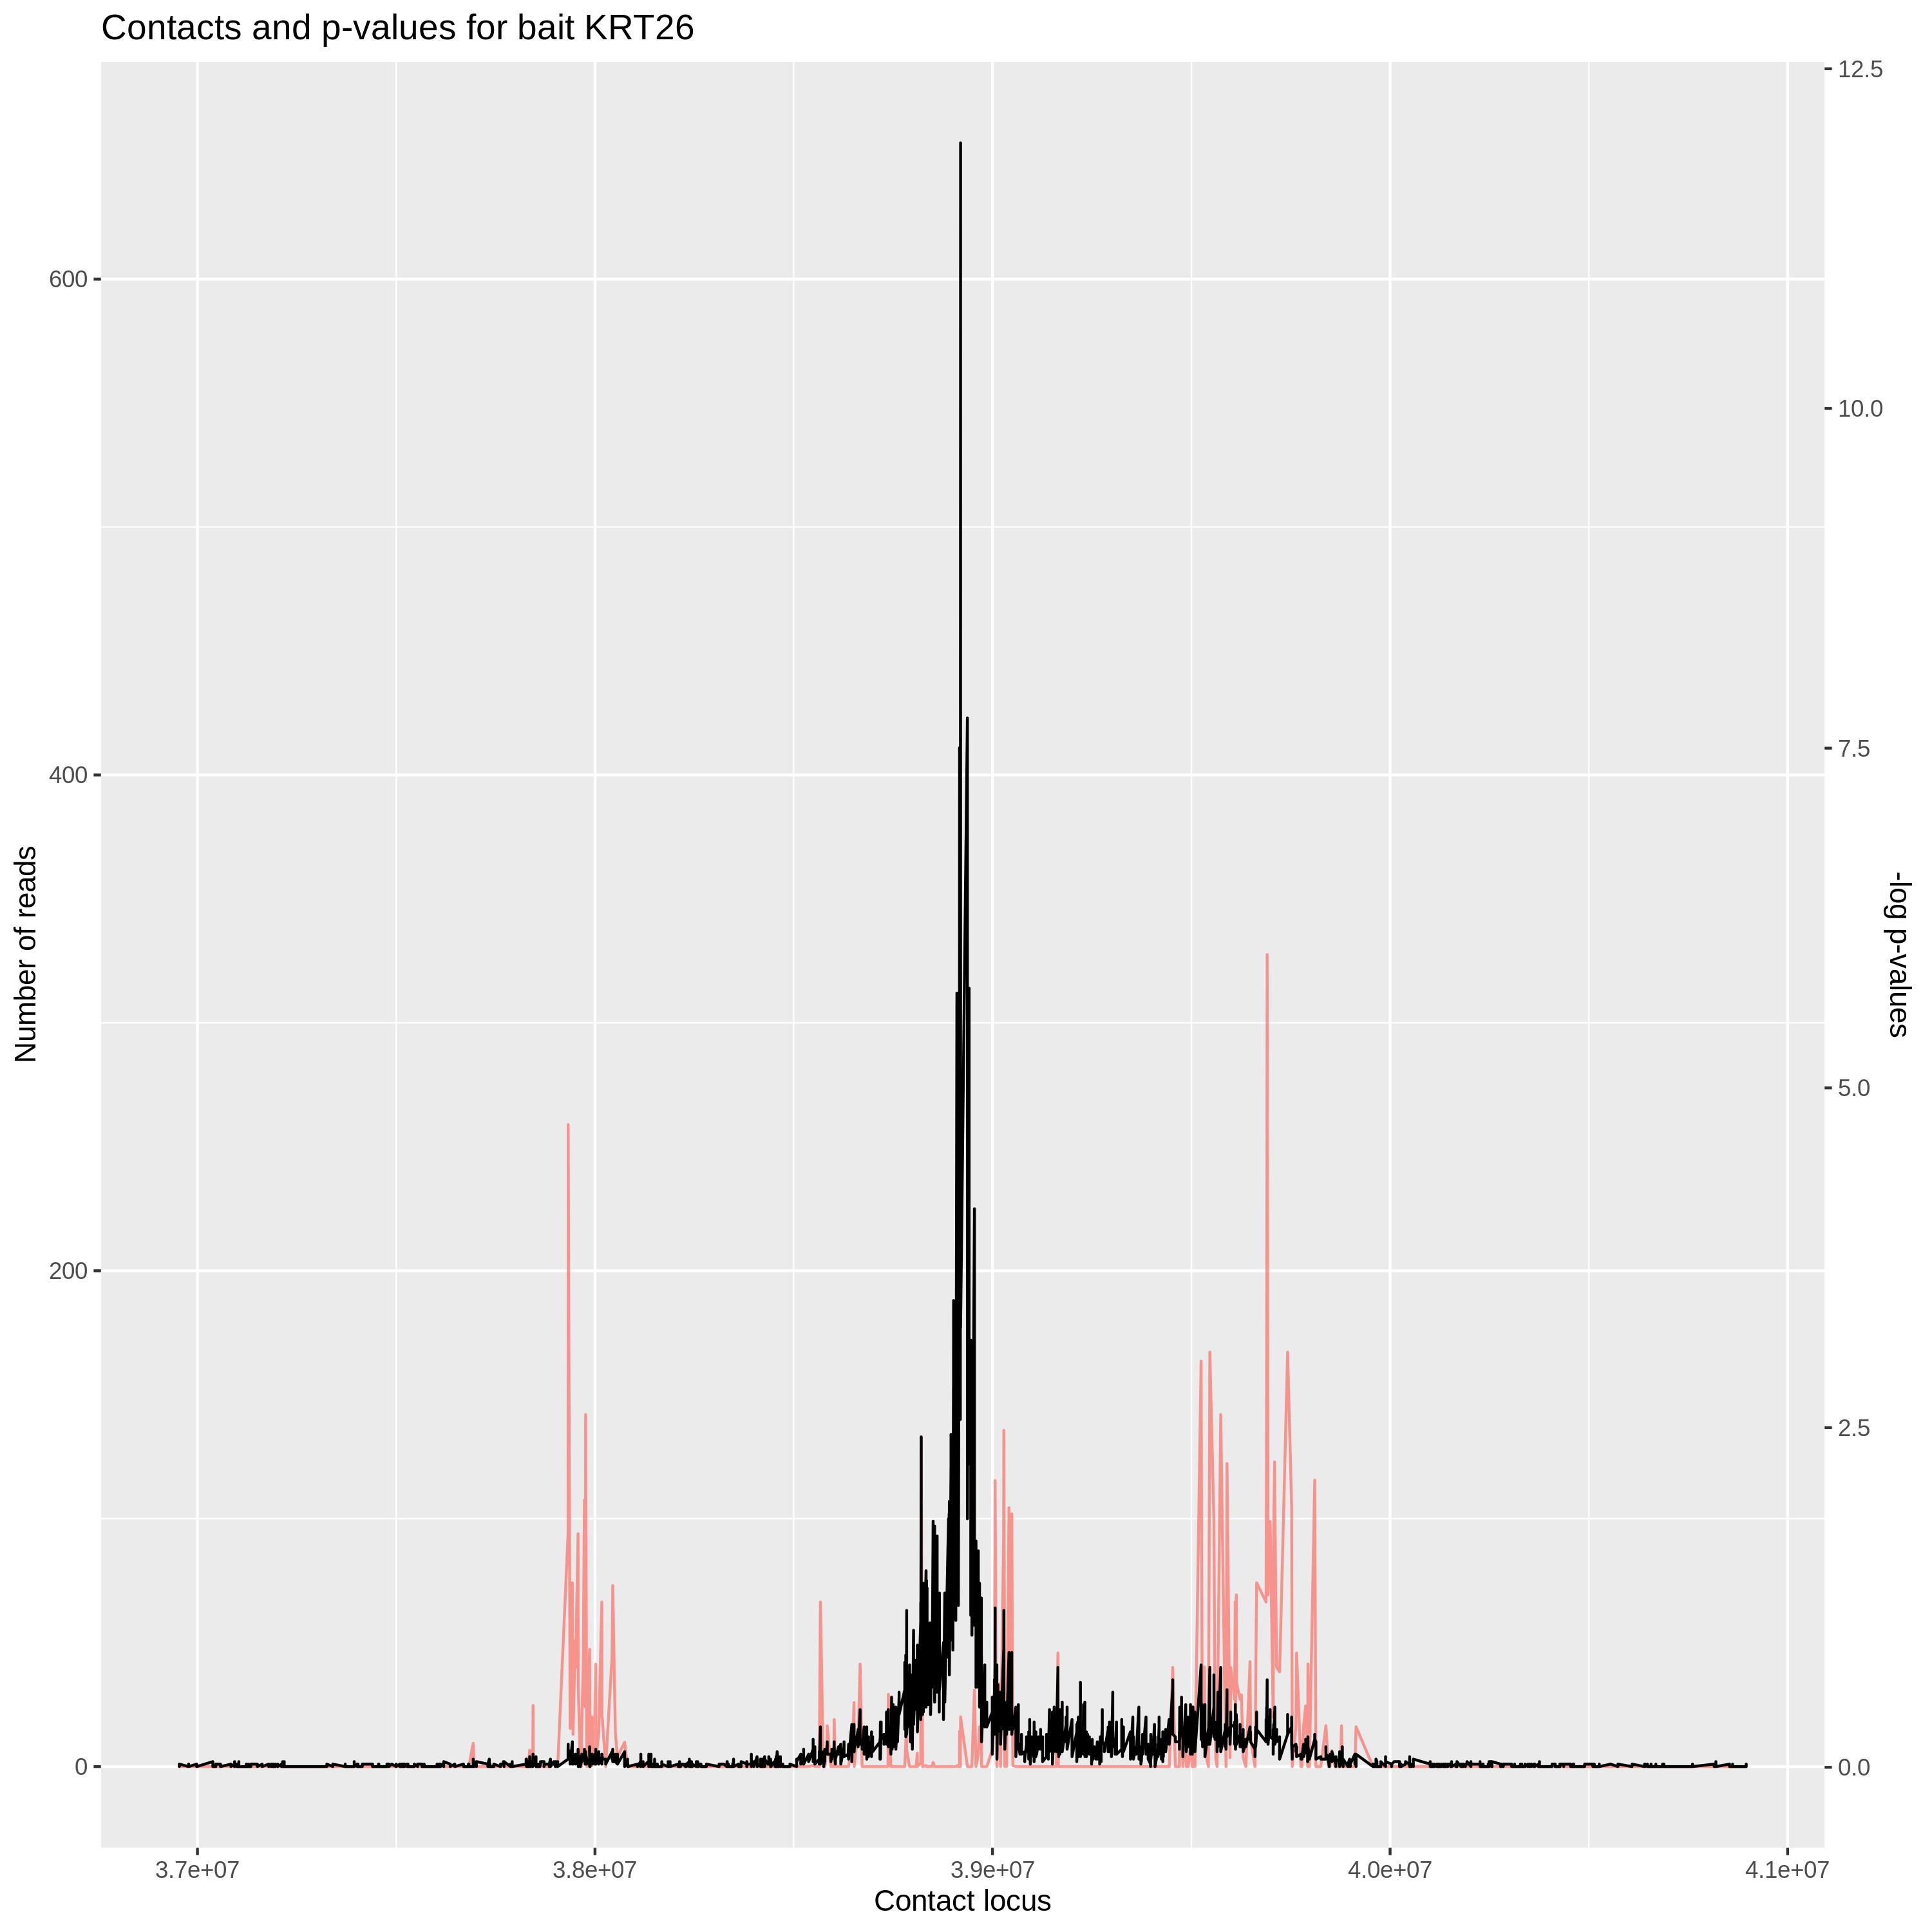 Contacts and p-values for bait KRT26
12.5
600
10.0
7.5
400
Number of reads
-log p-values
5.0
200
2.5
0
0.0
3.7e+07 3.8e+07 3.9e+07 4.0e+07 4.1e+07
Contact locus